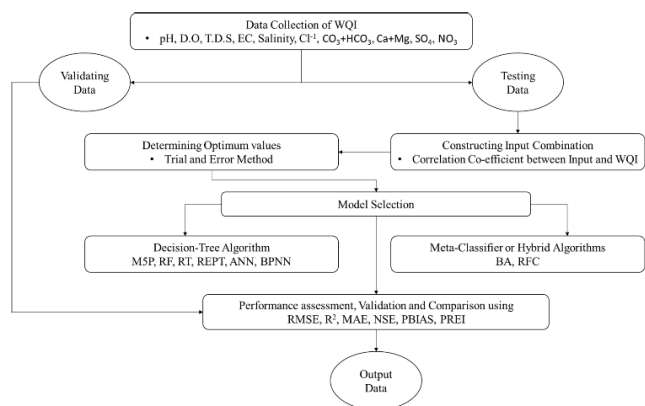 Data Collection of WQI
• pH, D.O, T.D.S, EC, Salinity, Cl⁻¹, CO₃+HCO₃, Ca+Mg, SO₄, NO₃
Validating
Data
Testing
Data
Determining Optimum values
• Trial and Error Method
Constructing Input Combination
• Correlation Co-efficient between Input and WQI
Model Selection
Decision-Tree Algorithm
M5P, RF, RT, REPT, ANN, BPNN
Meta-Classifier or Hybrid Algorithms
BA, RFC
Performance assessment, Validation and Comparison using
RMSE, R², MAE, NSE, PBIAS, PREI
Output
Data